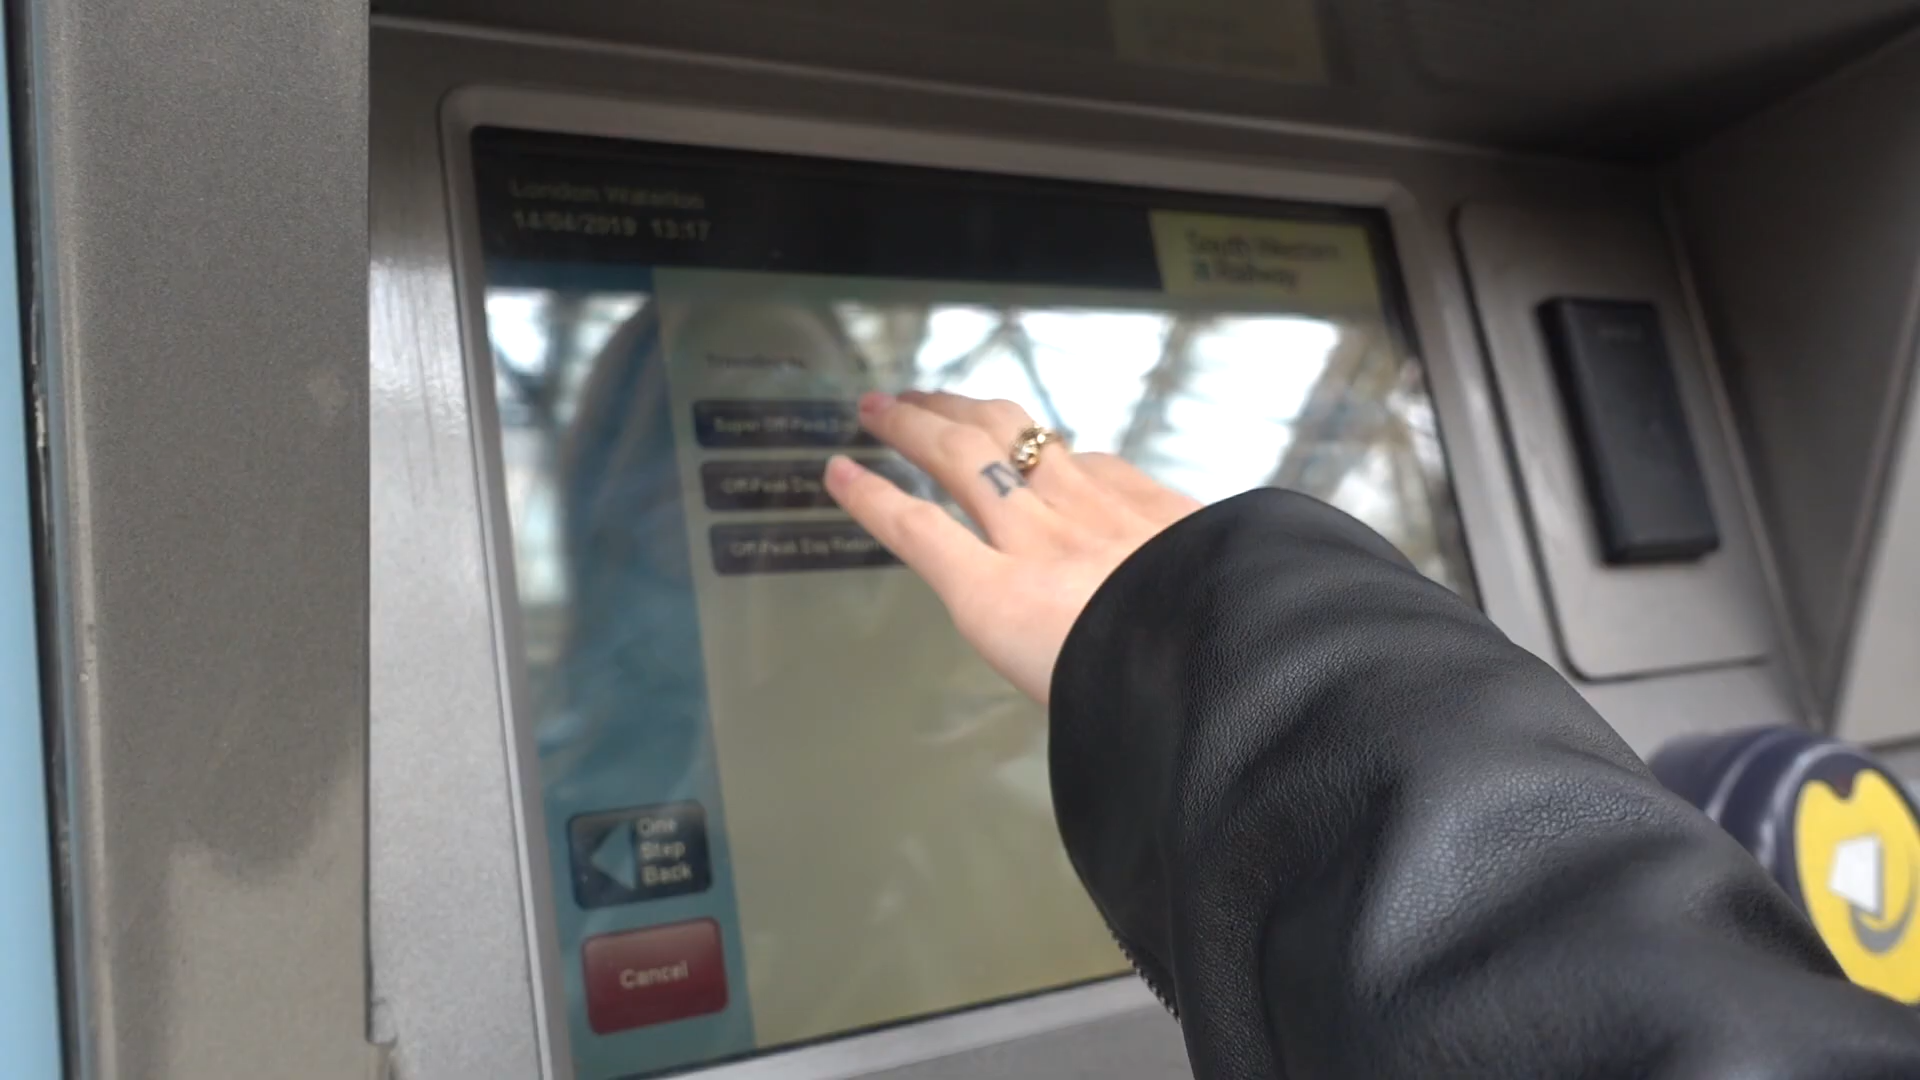 London Waterloo
14/04/2019 13:17
South Western
Railway
Super Off-Peak
Off-Peak Day
Off-Peak Day Return
One
Step
Back
Cancel